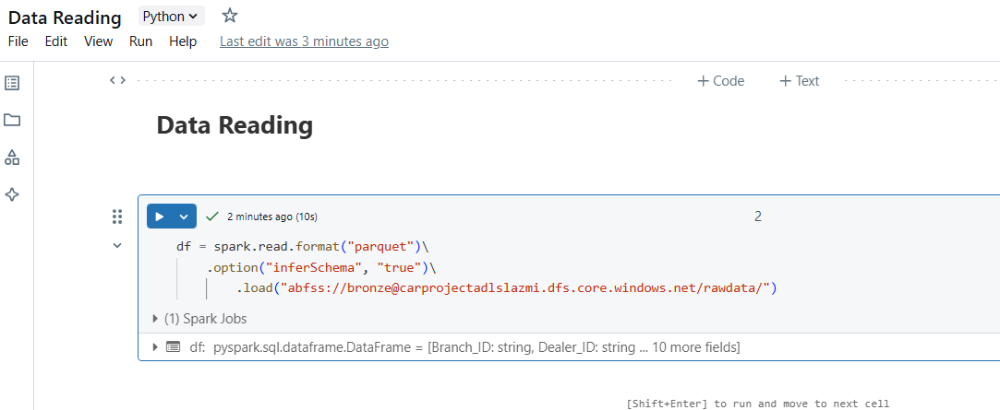 Data Reading Python
File Edit View Run Help Last edit was 3 minutes ago
+ Code + Text
Data Reading
2 minutes ago (10s) 2
df = spark.read.format("parquet")\
.option("inferSchema", "true")\
.load("abfss://bronze@carprojectadlslazmi.dfs.core.windows.net/rawdata/")
(1) Spark Jobs
df: pyspark.sql.dataframe.DataFrame = [Branch_ID: string, Dealer_ID: string ... 10 more fields]
[Shift+Enter] to run and move to next cell